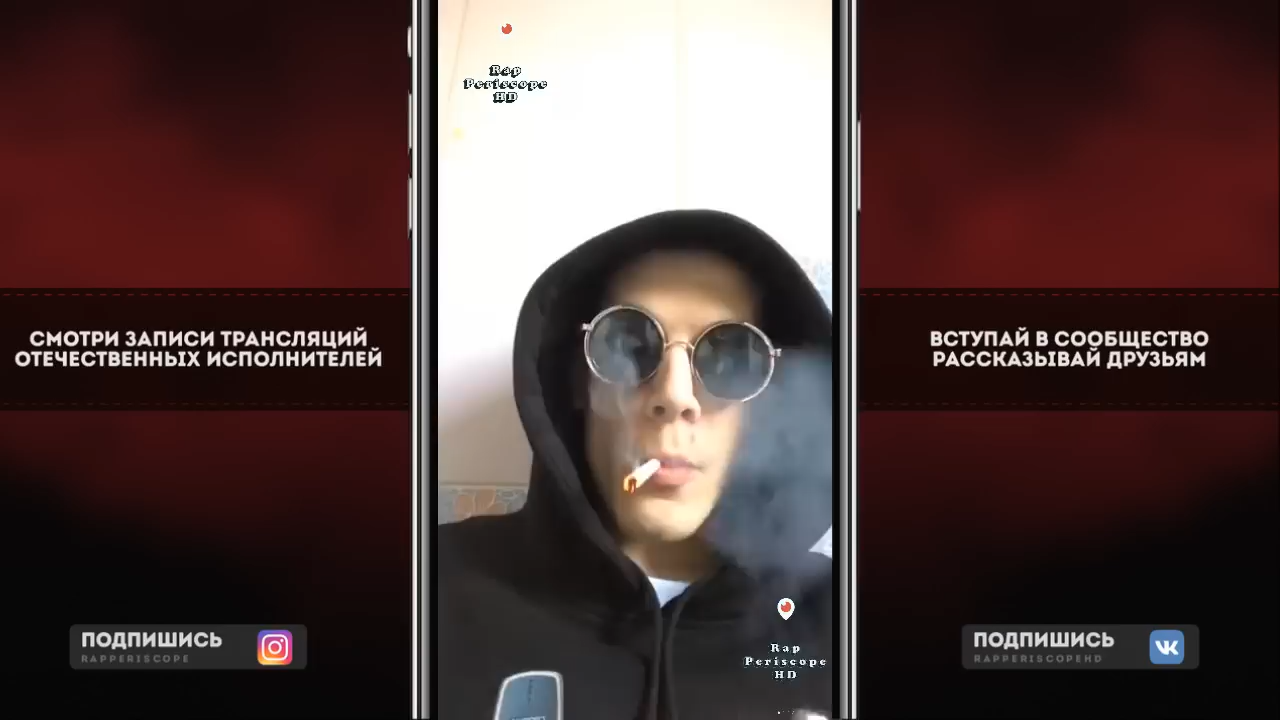 Rap
Periscope
HD
СМОТРИ ЗАПИСИ ТРАНСЛЯЦИЙ
ОТЕЧЕСТВЕННЫХ ИСПОЛНИТЕЛЕЙ
ВСТУПАЙ В СООБЩЕСТВО
РАССКАЗЫВАЙ ДРУЗЬЯМ
ПОДПИШИСЬ
RAPPERISCOPE
ПОДПИШИСЬ
RAPPERISCOPEHD
Rap
Periscope
HD